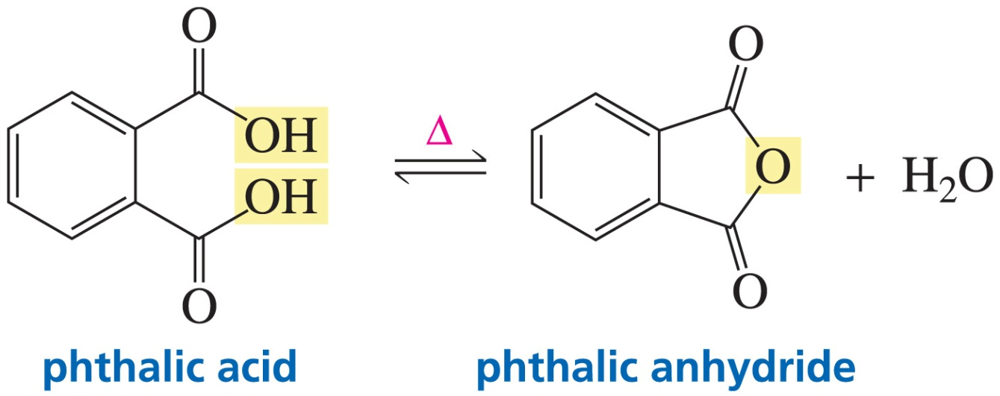 O O
OH Δ O + H₂O
OH
O O
phthalic acid phthalic anhydride